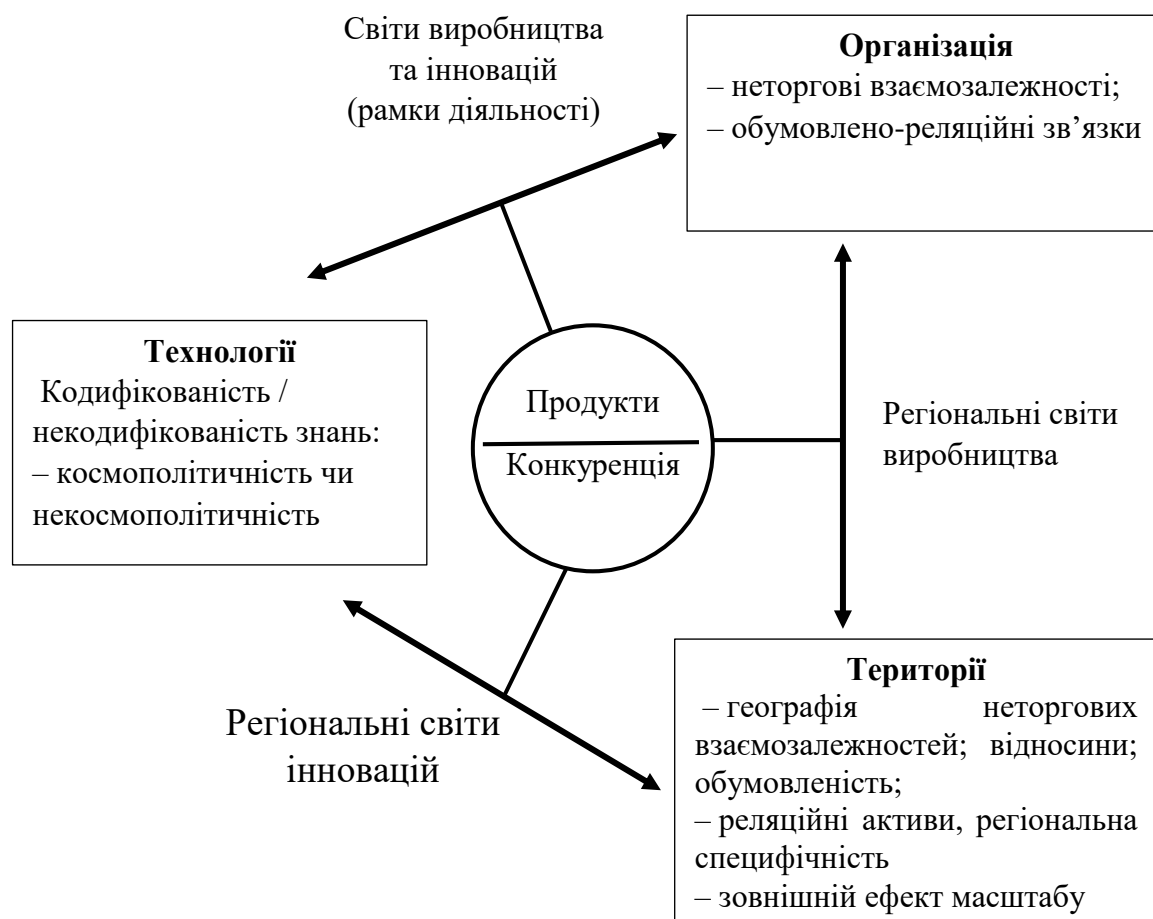 Світи виробництва
та інновацій
(рамки діяльності)
Організація
– неторгові взаємозалежності;
– обумовлено-реляційні зв’язки
Технології
Кодифікованість /
некодифікованість знань:
– космополітичність чи
некосмополітичність
Продукти
Конкуренція
Регіональні світи
виробництва
Регіональні світи
інновацій
Території
– географія неторгових
взаємозалежностей; відносини;
обумовленість;
– реляційні активи, регіональна
специфічність
– зовнішній ефект масштабу